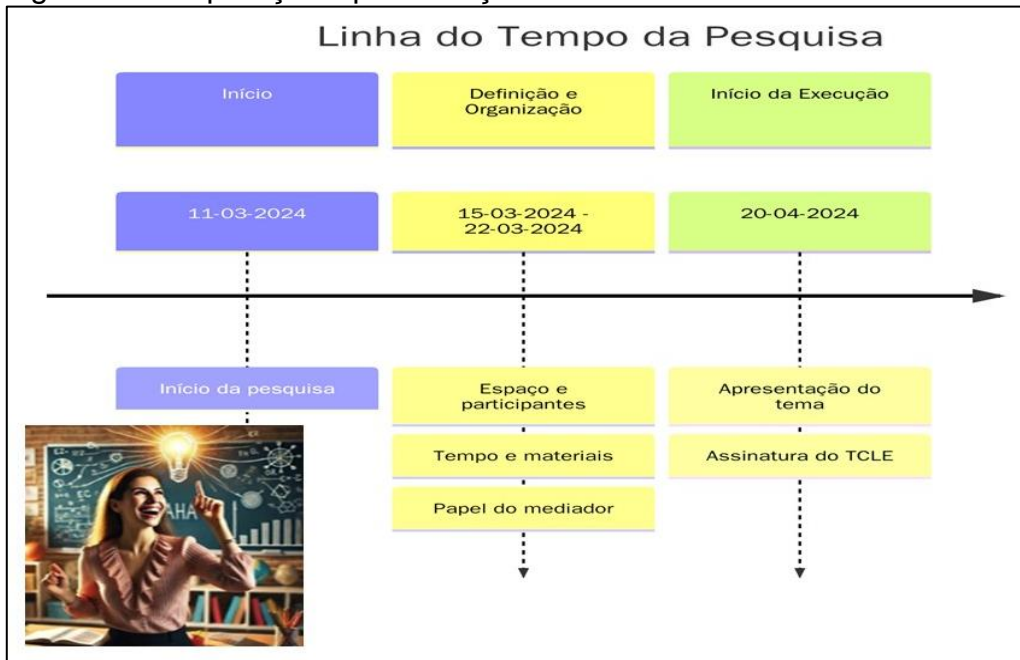 Linha do Tempo da Pesquisa
Início
Definição e
Organização
Início da Execução
11-03-2024
15-03-2024 -
22-03-2024
20-04-2024
Início da pesquisa
Espaço e
participantes
Apresentação do
tema
Tempo e materiais
Assinatura do TCLE
Papel do mediador
AHA